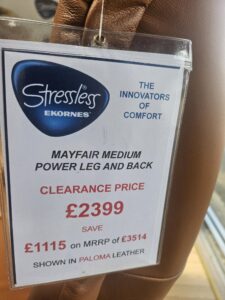 Stressless
EKORNES
THE
INNOVATORS
OF
COMFORT
MAYFAIR MEDIUM
POWER LEG AND BACK
CLEARANCE PRICE
£2399
SAVE
£1115 on MRRP of £3514
SHOWN IN PALOMA LEATHER